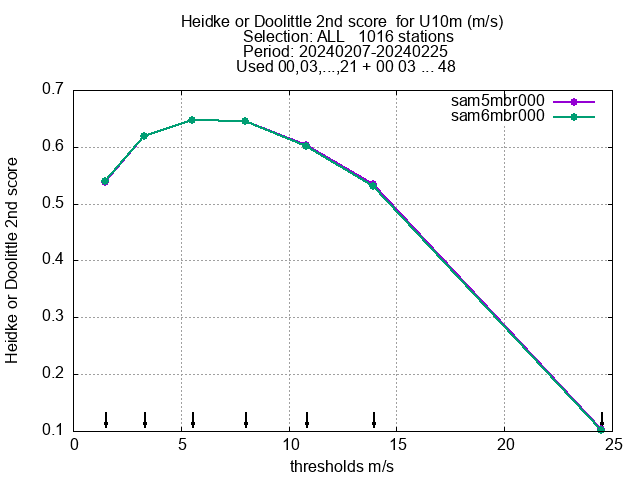 Heidke or Doolittle 2nd score  for U10m (m/s)
Selection: ALL   1016 stations
Period: 20240207-20240225
Used 00,03,...,21 + 00 03 ... 48
sam5mbr000
sam6mbr000
Heidke or Doolittle 2nd score
0.7
0.6
0.5
0.4
0.3
0.2
0.1
0 5 10 15 20 25
thresholds m/s